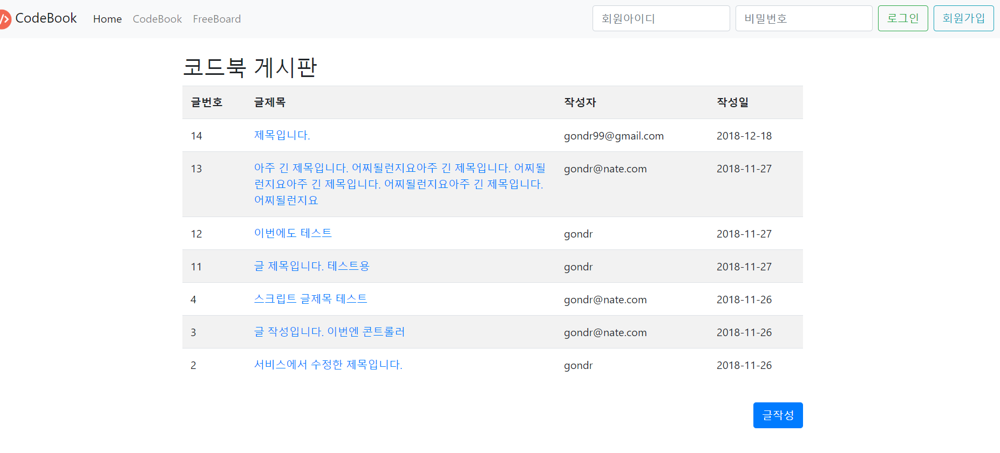 CodeBook Home CodeBook FreeBoard 회원아이디 비밀번호 로그인 회원가입
코드북 게시판
글번호 글제목 작성자 작성일
14 제목입니다. gondr99@gmail.com 2018-12-18
13 아주 긴 제목입니다. 어찌될런지요아주 긴 제목입니다. 어찌될 gondr@nate.com 2018-11-27
런지요아주 긴 제목입니다. 어찌될런지요아주 긴 제목입니다.
어찌될런지요
12 이번에도 테스트 gondr 2018-11-27
11 글 제목입니다. 테스트용 gondr 2018-11-27
4 스크립트 글제목 테스트 gondr@nate.com 2018-11-26
3 글 작성입니다. 이번엔 콘트롤러 gondr@nate.com 2018-11-26
2 서비스에서 수정한 제목입니다. gondr 2018-11-26
글작성